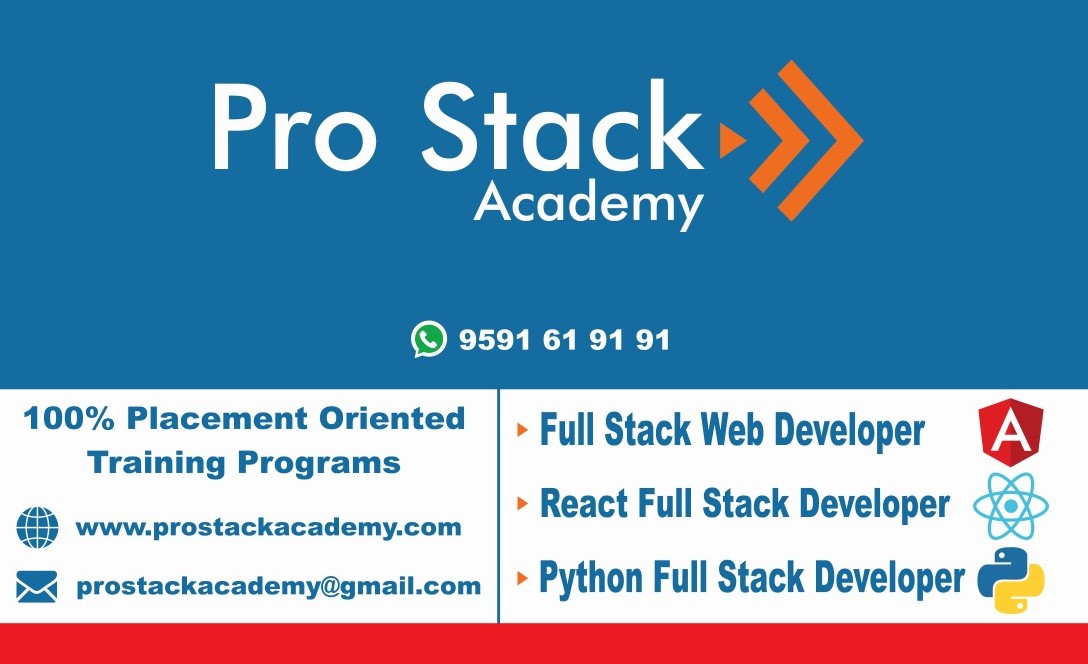 Pro Stack
Academy
9591 61 91 91
100% Placement Oriented
Training Programs
www.prostackacademy.com
prostackacademy@gmail.com
Full Stack Web Developer
A
React Full Stack Developer
Python Full Stack Developer